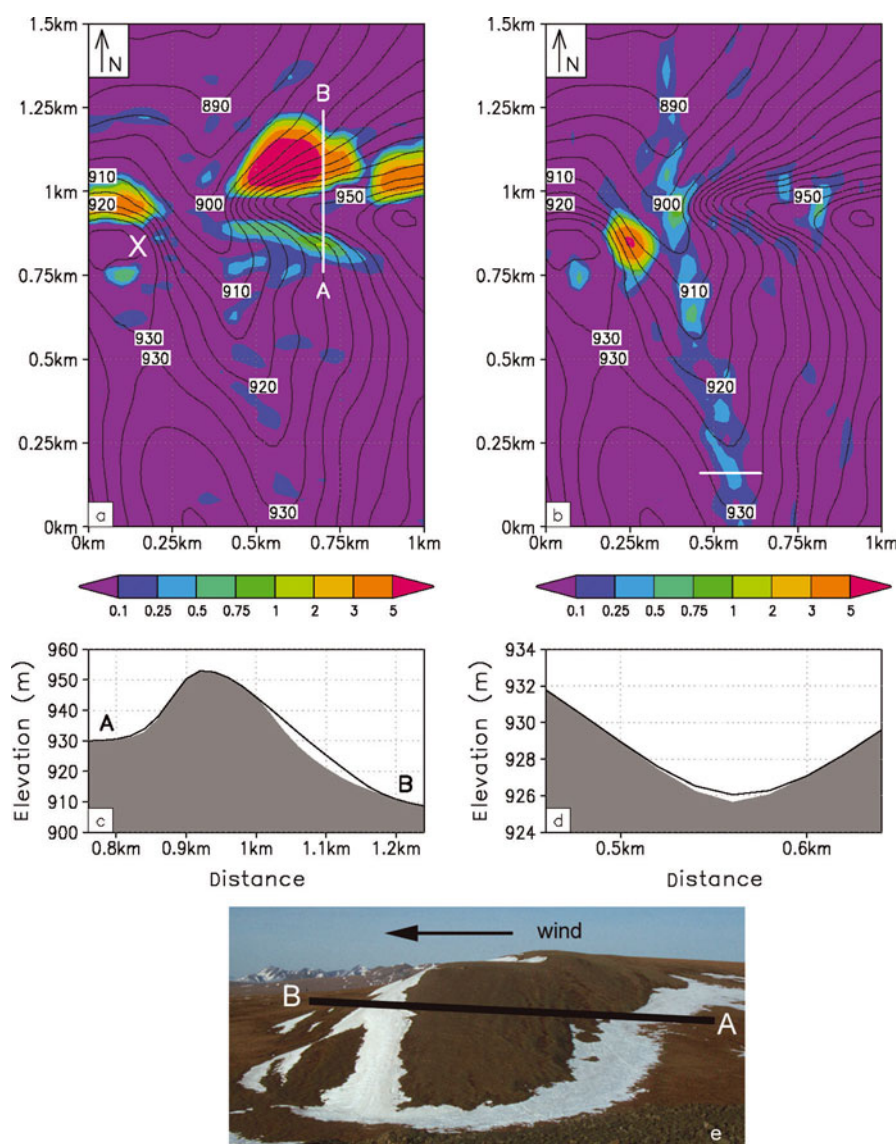 1.5km
1.25km
1km
0.75km
0.5km
0.25km
0km
N
890
B
910
920
900
950
X
910
A
930
930
920
930
a
0km 0.25km 0.5km 0.75km 1km
0.1 0.25 0.5 0.75 1 2 3 5
1.5km
1.25km
1km
0.75km
0.5km
0.25km
0km
N
890
910
920
900
950
910
930
930
920
930
b
0km 0.25km 0.5km 0.75km 1km
0.1 0.25 0.5 0.75 1 2 3 5
Elevation (m)
960
950
940
930
920
910
900
A
B
c
0.8km 0.9km 1km 1.1km 1.2km
Distance
Elevation (m)
934
932
930
928
926
924
d
0.5km 0.6km
Distance
wind
B
A
e